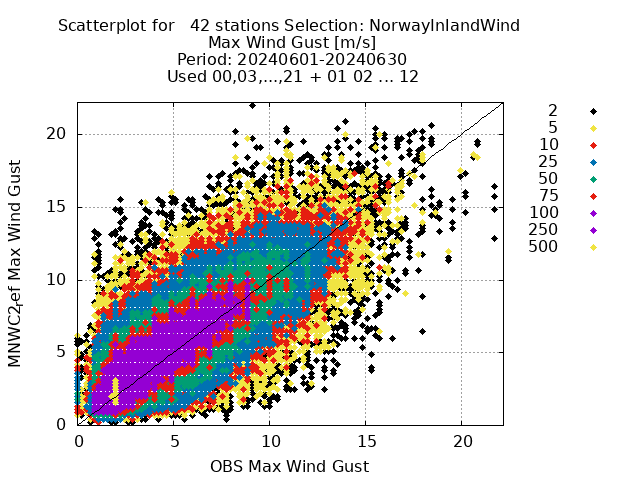 Scatterplot for   42 stations Selection: NorwayInlandWind
Max Wind Gust [m/s]
Period: 20240601-20240630
Used 00,03,...,21 + 01 02 ... 12
MNWC2ref Max Wind Gust
20
15
10
5
0
0 5 10 15 20
OBS Max Wind Gust
2
5
10
25
50
75
100
250
500